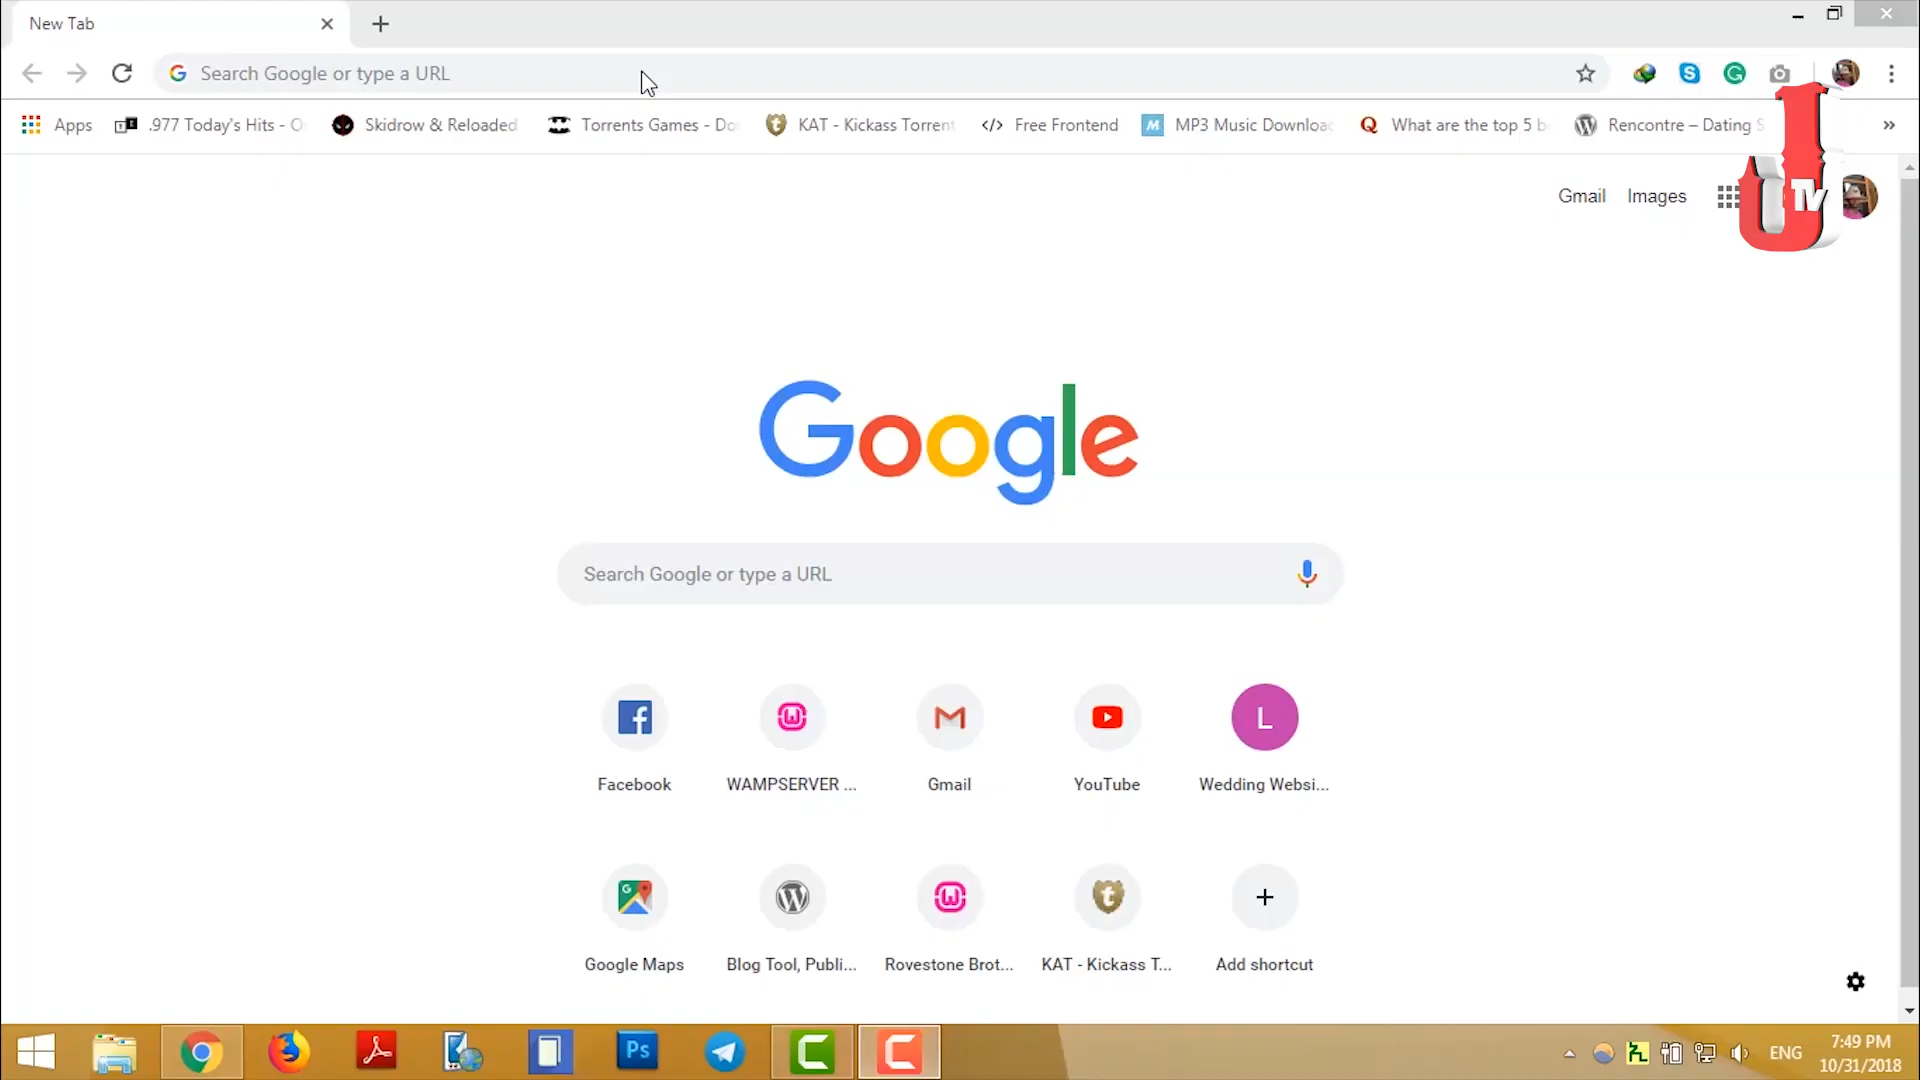 New Tab
Search Google or type a URL
Apps
.977 Today's Hits - O
Skidrow & Reloaded
Torrents Games - Do
KAT - Kickass Torrent
Free Frontend
M
MP3 Music Downloa
Q
What are the top 5 b
Rencontre – Dating S
Gmail
Images
J
U
TV
Google
Search Google or type a URL
L
Facebook
WAMPSERVER ...
Gmail
YouTube
Wedding Websi...
Google Maps
Blog Tool, Publi...
Rovestone Brot...
KAT - Kickass T...
Add shortcut
Ps
ENG
7:49 PM
10/31/2018